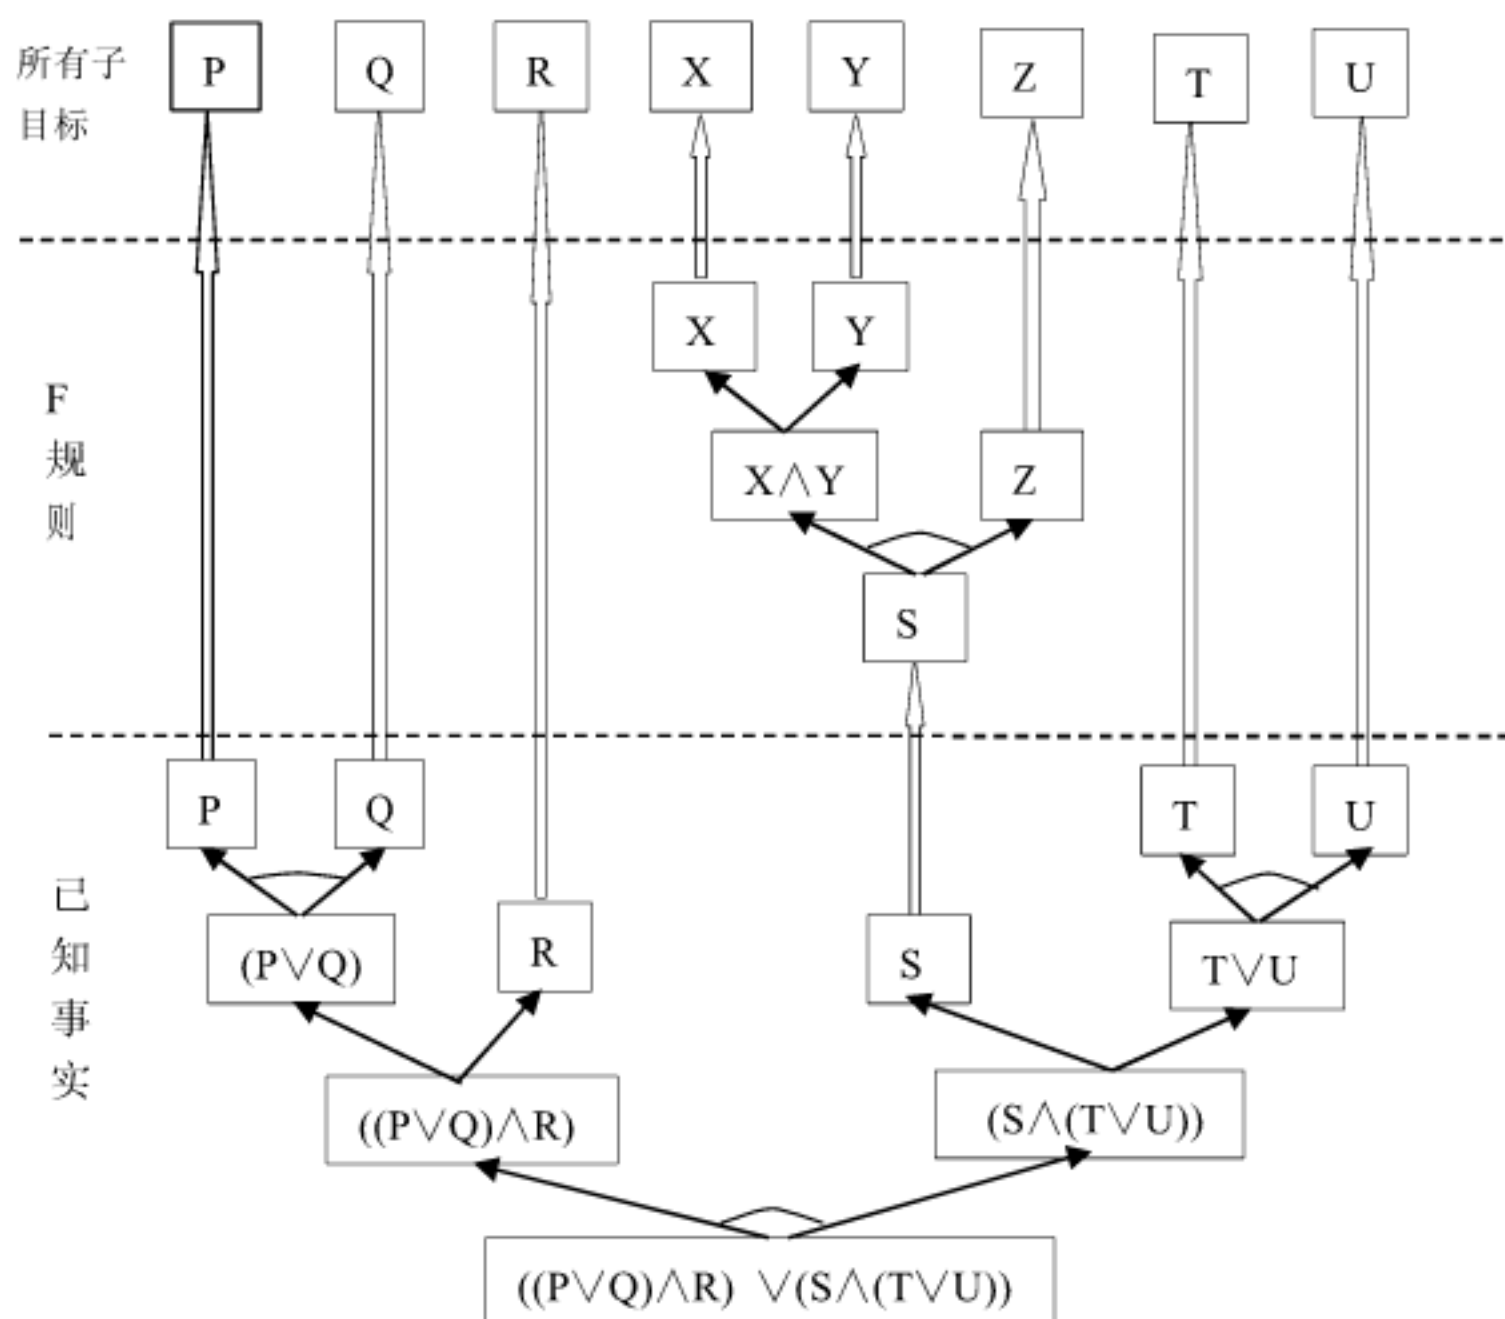 所有子
目标
P
Q
R
X
Y
Z
T
U
F
规
则
X
Y
X∧Y
Z
S
已
知
事
实
P
Q
T
U
(P∨Q)
R
S
T∨U
((P∨Q)∧R)
(S∧(T∨U))
((P∨Q)∧R) ∨(S∧(T∨U))